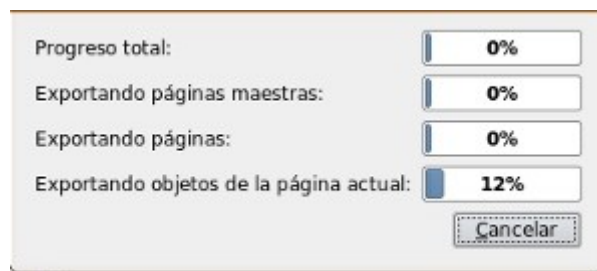 Progreso total: 0%
Exportando páginas maestras: 0%
Exportando páginas: 0%
Exportando objetos de la página actual: 12%
Cancelar